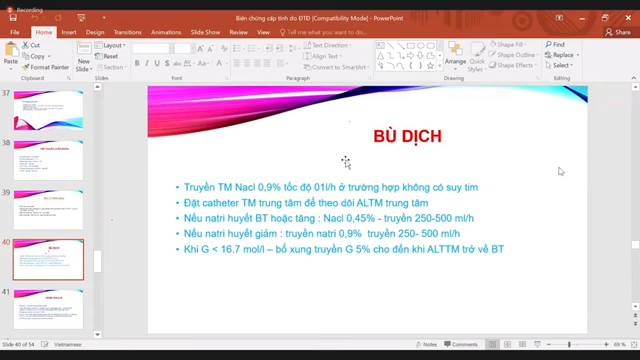 Recording
Biên chứng cấp tính do ĐTĐ [Compatibility Mode] - PowerPoint
File Home Insert Design Transitions Animations Slide Show Review View Tell me what you want to do...
Cut
Copy
Format Painter
Paste
Clipboard
New Slide
Layout
Reset
Section
Slides
Font
Text Direction
Align Text
Convert to SmartArt
Paragraph
Arrange
Quick Styles
Shape Fill
Shape Outline
Shape Effects
Drawing
Find
Replace
Select
Editing
37
38
39
40
41
BÙ DỊCH
• Truyền TM Nacl 0,9% tốc độ 01l/h ở trường hợp không có suy tim
• Đặt catheter TM trung tâm để theo dõi ALTM trung tâm
• Nếu natri huyết BT hoặc tăng : Nacl 0,45% - truyền 250-500 ml/h
• Nếu natri huyết giảm : truyền natri 0,9% truyền 250- 500 ml/h
• Khi G < 16.7 mol/l – bổ xung truyền G 5% cho đến khi ALTTM trở về BT
Slide 40 of 54 Vietnamese Notes Comments 69 %